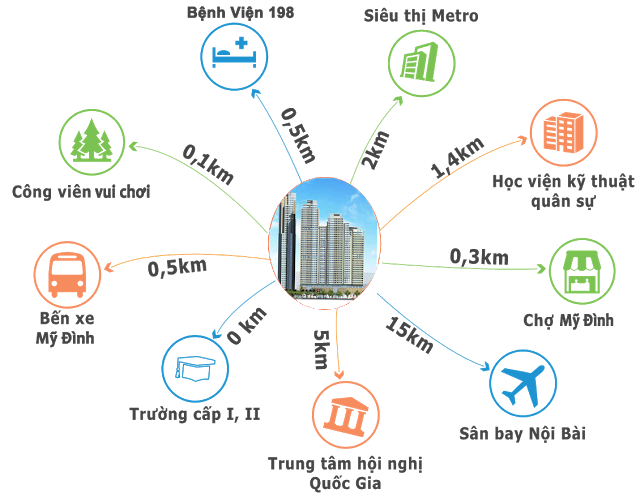 Bệnh Viện 198
Siêu thị Metro
0,5km
2km
1,4km
0,1km
Công viên vui chơi
Học viện kỹ thuật
quân sự
0,5km
0,3km
Bến xe
Mỹ Đình
Chợ Mỹ Đình
0 km
5km
15km
Trường cấp I, II
Sân bay Nội Bài
Trung tâm hội nghị
Quốc Gia